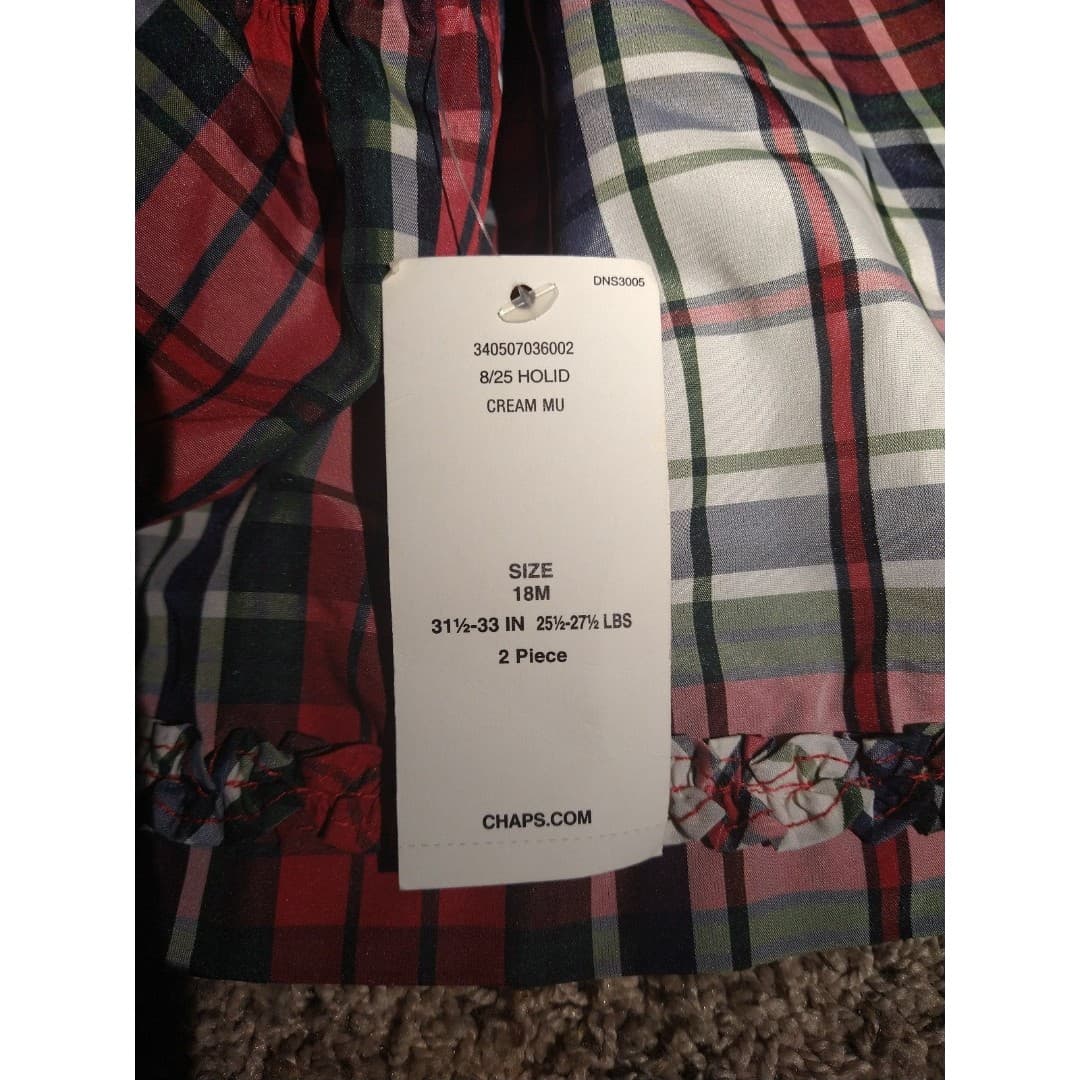 DNS3005
340507036002
8/25 HOLID
CREAM MU
SIZE
18M
31½-33 IN 25½-27½ LBS
2 Piece
CHAPS.COM